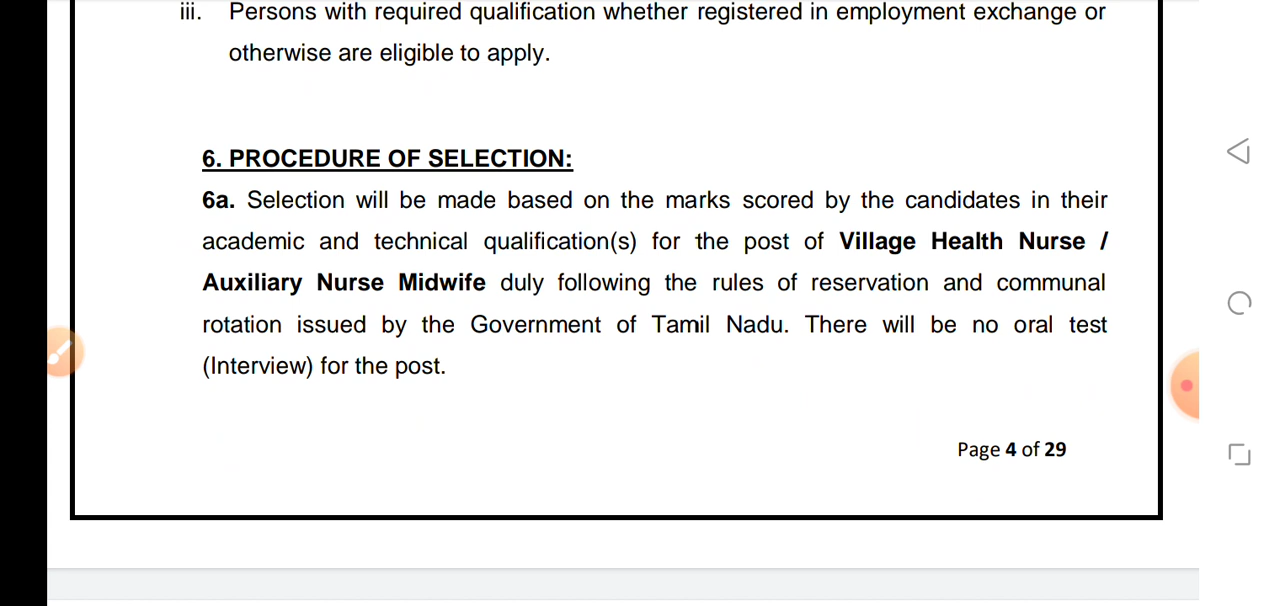 iii. Persons with required qualification whether registered in employment exchange or
otherwise are eligible to apply.
6. PROCEDURE OF SELECTION:
6a. Selection will be made based on the marks scored by the candidates in their
academic and technical qualification(s) for the post of Village Health Nurse /
Auxiliary Nurse Midwife duly following the rules of reservation and communal
rotation issued by the Government of Tamil Nadu. There will be no oral test
(Interview) for the post.
Page 4 of 29